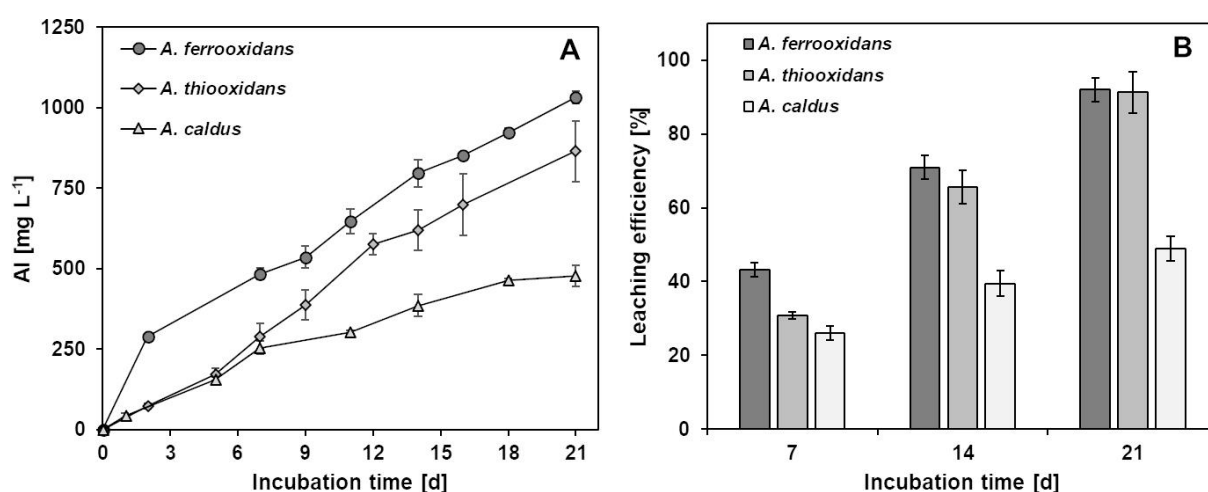 A
A. ferrooxidans
A. thiooxidans
A. caldus
1250
1000
750
500
250
0
Al [mg L⁻¹]
0 3 6 9 12 15 18 21
Incubation time [d]
B
A. ferrooxidans
A. thiooxidans
A. caldus
100
80
60
40
20
0
Leaching efficiency [%]
7 14 21
Incubation time [d]